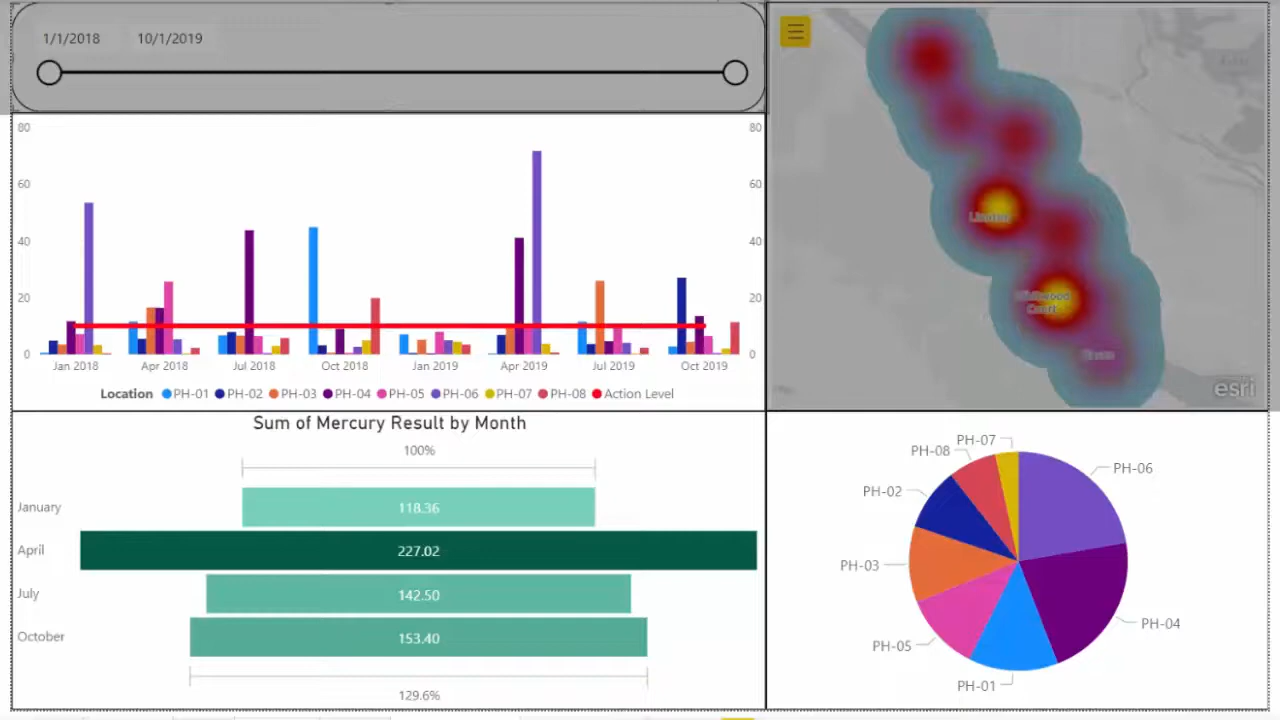 1/1/2018 10/1/2019
80 80
60 60
40 40
20 20
0 0
Jan 2018 Apr 2018 Jul 2018 Oct 2018 Jan 2019 Apr 2019 Jul 2019 Oct 2019
Location PH-01 PH-02 PH-03 PH-04 PH-05 PH-06 PH-07 PH-08 Action Level
esri
Sum of Mercury Result by Month
100%
January 118.36
April 227.02
July 142.50
October 153.40
129.6%
PH-07
PH-08
PH-06
PH-02
PH-03
PH-04
PH-05
PH-01